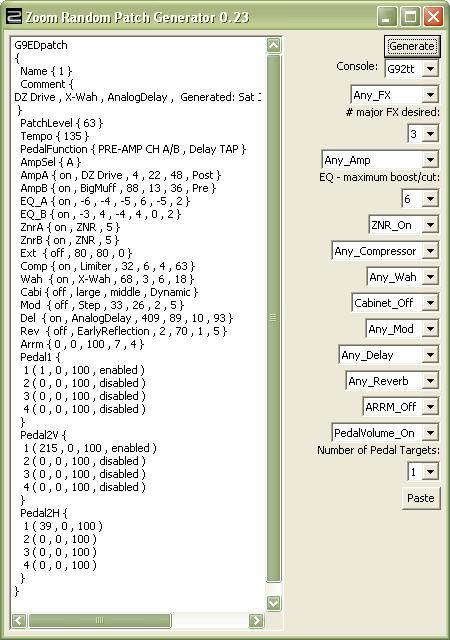 Zoom Random Patch Generator 0.23
G9EDpatch
{
Name { 1 }
Comment {
DZ Drive , X-Wah , AnalogDelay , Generated: Sat
}
PatchLevel { 63 }
Tempo { 135 }
PedalFunction { PRE-AMP CH A/B , Delay TAP }
AmpSel { A }
AmpA { on , DZ Drive , 4 , 22 , 48 , Post }
AmpB { on , BigMuff , 88 , 13 , 36 , Pre }
EQ_A { on , -6 , -4 , -5 , 6 , -5 , 2 }
EQ_B { on , -3 , 4 , -4 , 4 , 0 , 2 }
ZnrA { on , ZNR , 5 }
ZnrB { on , ZNR , 5 }
Ext { off , 80 , 80 , 0 }
Comp { on , Limiter , 32 , 6 , 4 , 63 }
Wah { on , X-Wah , 68 , 3 , 6 , 18 }
Cabi { off , large , middle , Dynamic }
Mod { off , Step , 33 , 26 , 2 , 5 }
Del { on , AnalogDelay , 409 , 89 , 10 , 93 }
Rev { off , EarlyReflection , 2 , 70 , 1 , 5 }
Arrm { 0 , 0 , 100 , 7 , 4 }
Pedal1 {
1 ( 1 , 0 , 100 , enabled )
2 ( 0 , 0 , 100 , disabled )
3 ( 0 , 0 , 100 , disabled )
4 ( 0 , 0 , 100 , disabled )
}
Pedal2V {
1 ( 215 , 0 , 100 , enabled )
2 ( 0 , 0 , 100 , disabled )
3 ( 0 , 0 , 100 , disabled )
4 ( 0 , 0 , 100 , disabled )
}
Pedal2H {
1 ( 39 , 0 , 100 )
2 ( 0 , 0 , 100 )
3 ( 0 , 0 , 100 )
4 ( 0 , 0 , 100 )
}
}
Generate
Console: G92tt
Any_FX
# major FX desired:
3
Any_Amp
EQ - maximum boost/cut:
6
ZNR_On
Any_Compressor
Any_Wah
Cabinet_Off
Any_Mod
Any_Delay
Any_Reverb
ARRM_Off
PedalVolume_On
Number of Pedal Targets:
1
Paste